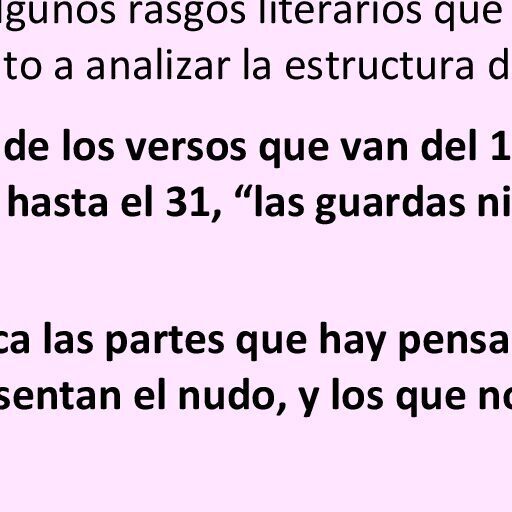 lgunos rasgos literarios que
to a analizar la estructura d
de los versos que van del 1
hasta el 31, “las guardas ni
ca las partes que hay pensa
sentan el nudo, y los que no